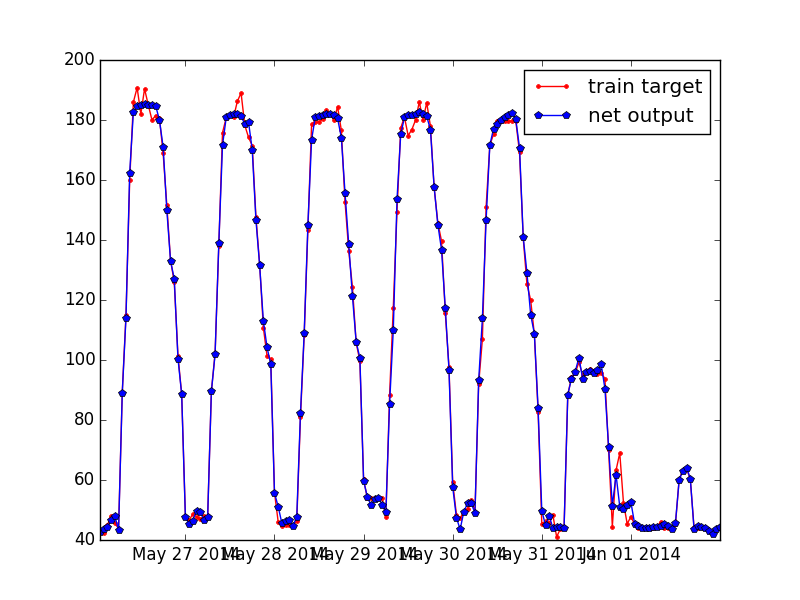 200
180
160
140
120
100
80
60
40
train target
net output
May 27 2014
May 28 2014
May 29 2014
May 30 2014
May 31 2014
Jun 01 2014